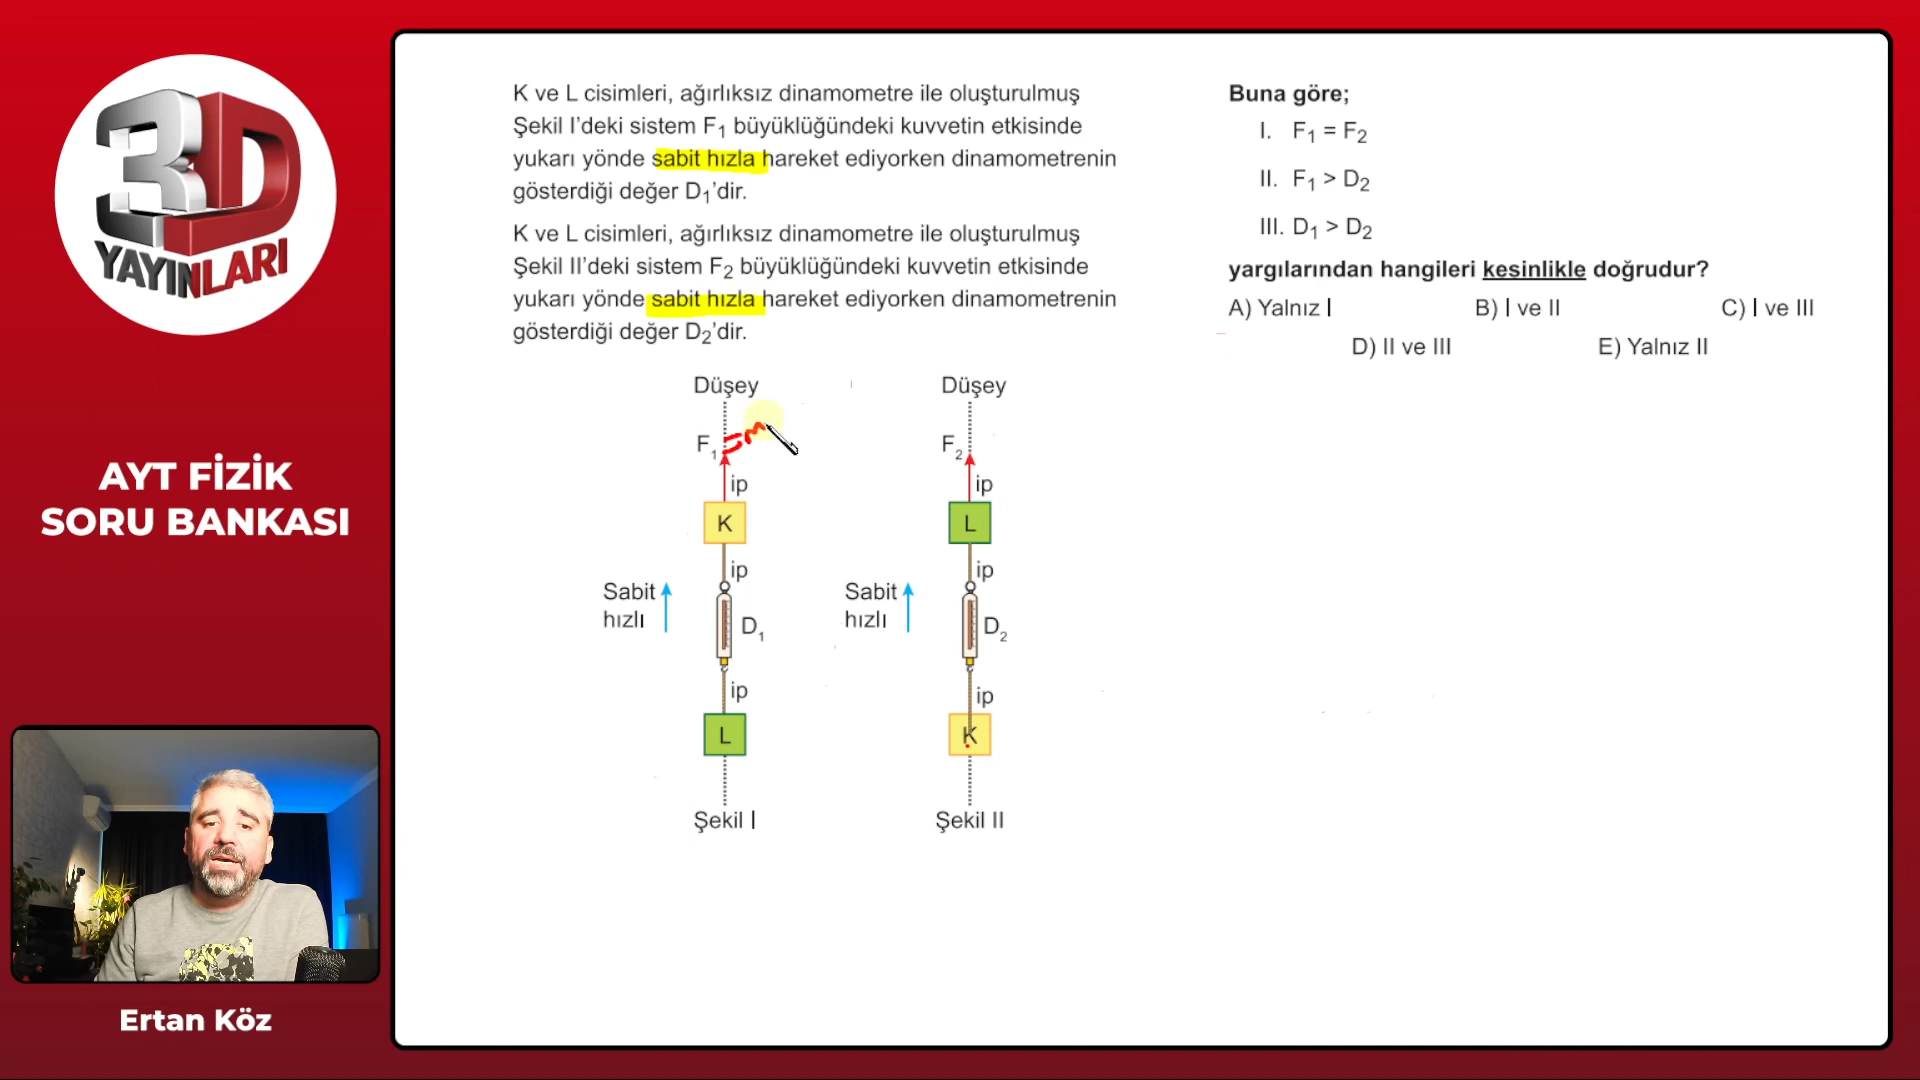 3D
YAYINLARI
AYT FİZİK
SORU BANKASI
Ertan Köz
K ve L cisimleri, ağırlıksız dinamometre ile oluşturulmuş
Şekil I'deki sistem F1 büyüklüğündeki kuvvetin etkisinde
yukarı yönde sabit hızla hareket ediyorken dinamometrenin
gösterdiği değer D1'dir.
K ve L cisimleri, ağırlıksız dinamometre ile oluşturulmuş
Şekil II'deki sistem F2 büyüklüğündeki kuvvetin etkisinde
yukarı yönde sabit hızla hareket ediyorken dinamometrenin
gösterdiği değer D2'dir.
Düşey
F1
ip
K
ip
Sabit
hızlı
D1
ip
L
Şekil I
Düşey
F2
ip
L
ip
Sabit
hızlı
D2
ip
K
Şekil II
Buna göre;
I. F1 = F2
II. F1 > D2
III. D1 > D2
yargılarından hangileri kesinlikle doğrudur?
A) Yalnız I B) I ve II C) I ve III
D) II ve III E) Yalnız II